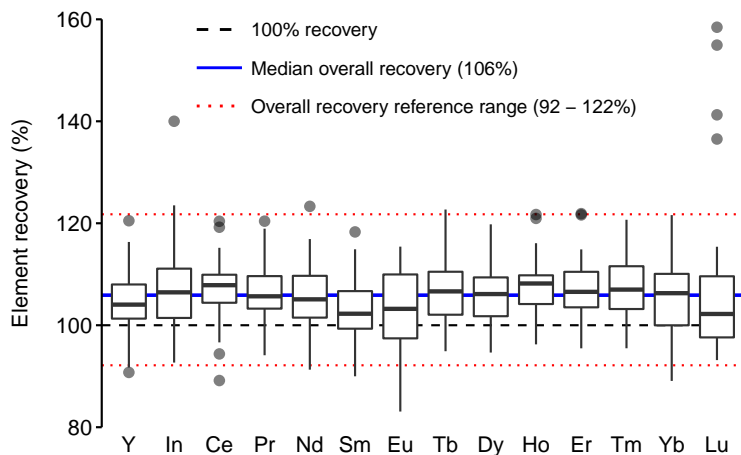 160
100% recovery
Median overall recovery (106%)
Overall recovery reference range (92 – 122%)
140
120
100
80
Element recovery (%)
Y In Ce Pr Nd Sm Eu Tb Dy Ho Er Tm Yb Lu